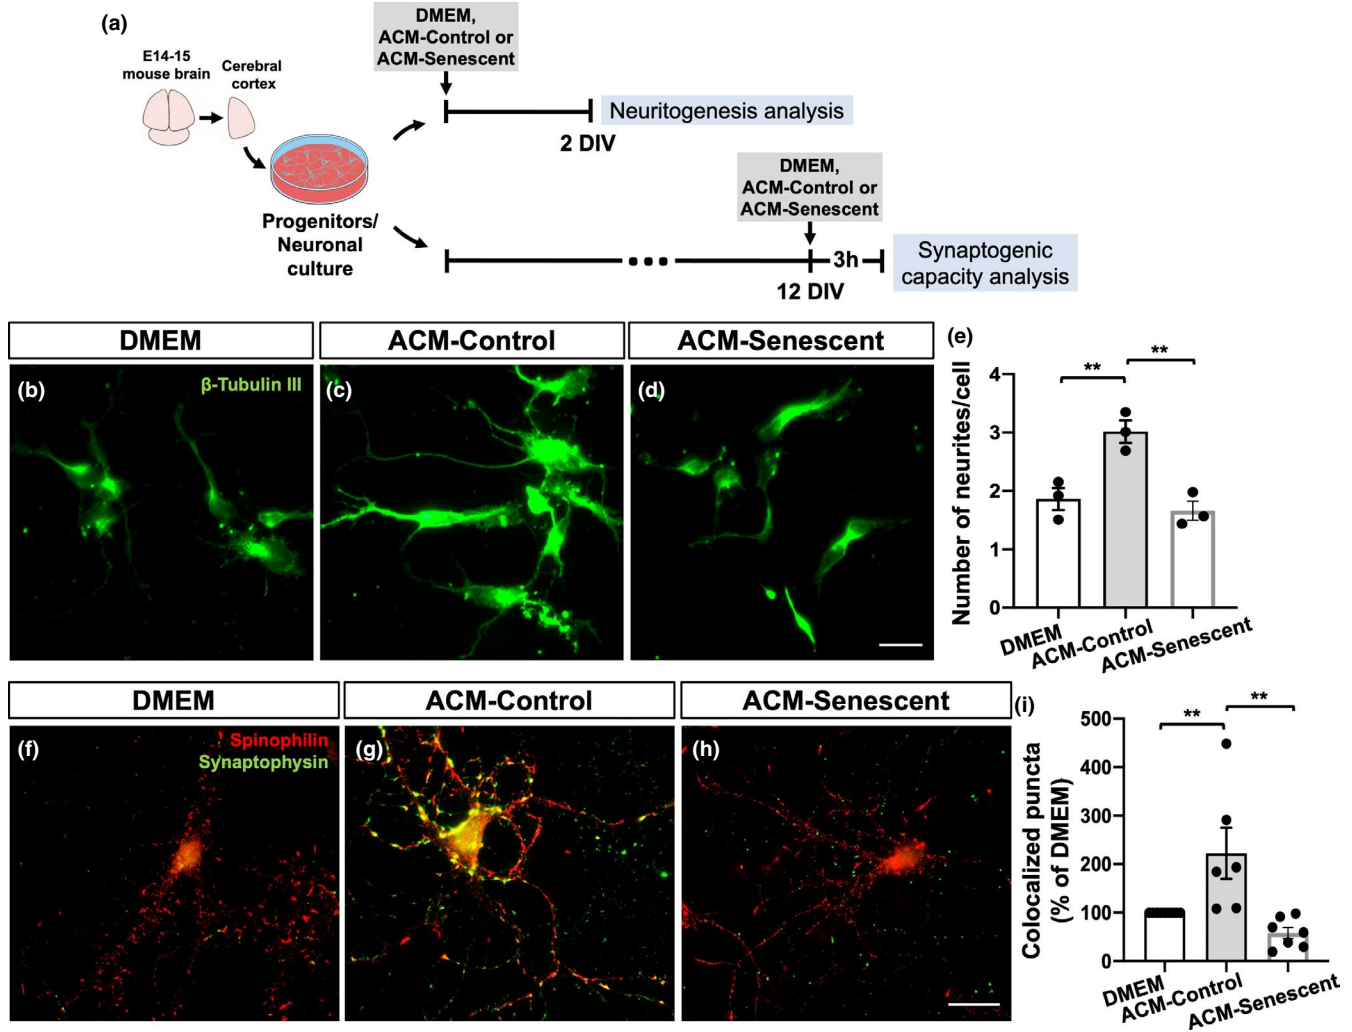 (a)
E14-15
mouse brain
Cerebral
cortex
Progenitors/
Neuronal
culture
DMEM,
ACM-Control or
ACM-Senescent
2 DIV
Neuritogenesis analysis
DMEM,
ACM-Control or
ACM-Senescent
3h
12 DIV
Synaptogenic
capacity analysis
DMEM
ACM-Control
ACM-Senescent
(b)
β-Tubulin III
(c)
(d)
(e)
**
**
Number of neurites/cell
4
3
2
1
0
DMEM
ACM-Control
ACM-Senescent
DMEM
ACM-Control
ACM-Senescent
(f)
Spinophilin
Synaptophysin
(g)
(h)
(i)
**
**
Colocalized puncta
(% of DMEM)
500
400
300
200
100
0
DMEM
ACM-Control
ACM-Senescent